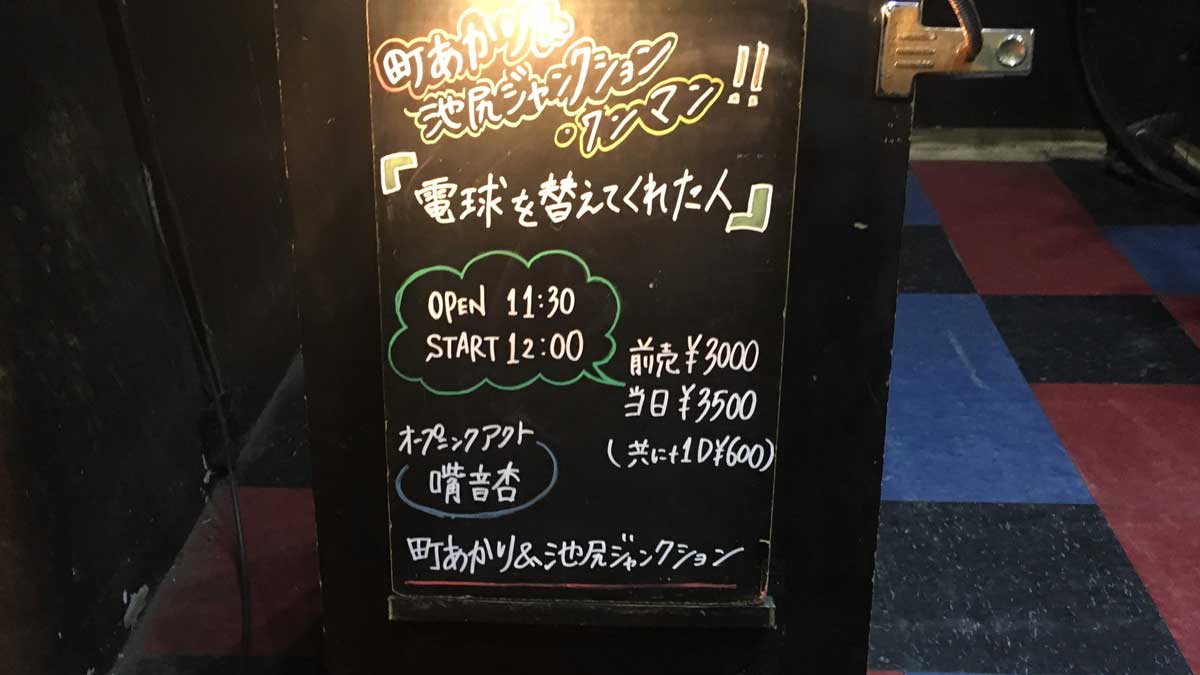 町あかり&
池尻ジャンクション
・ワンマン!!
『電球を替えてくれた人』
OPEN 11:30
START 12:00
前売¥3000
当日¥3500
(共に+1D¥600)
オープニングアクト
嘴音杏
町あかり&池尻ジャンクション